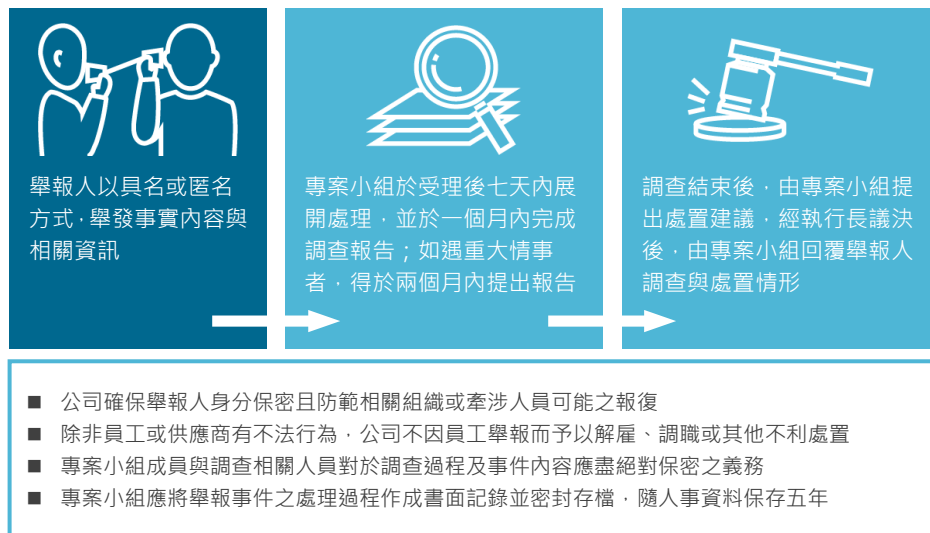 舉報人以具名或匿名
方式，舉發事實內容與
相關資訊
專案小組於受理後七天內展
開處理，並於一個月內完成
調查報告；如遇重大情事
者，得於兩個月內提出報告
調查結束後，由專案小組提
出處置建議，經執行長議決
後，由專案小組回覆舉報人
調查與處置情形
■ 公司確保舉報人身分保密且防範相關組織或牽涉人員可能之報復
■ 除非員工或供應商有不法行為，公司不因員工舉報而予以解雇、調職或其他不利處置
■ 專案小組成員與調查相關人員對於調查過程及事件內容應盡絕對保密之義務
■ 專案小組應將舉報事件之處理過程作成書面記錄並密封存檔，隨人事資料保存五年